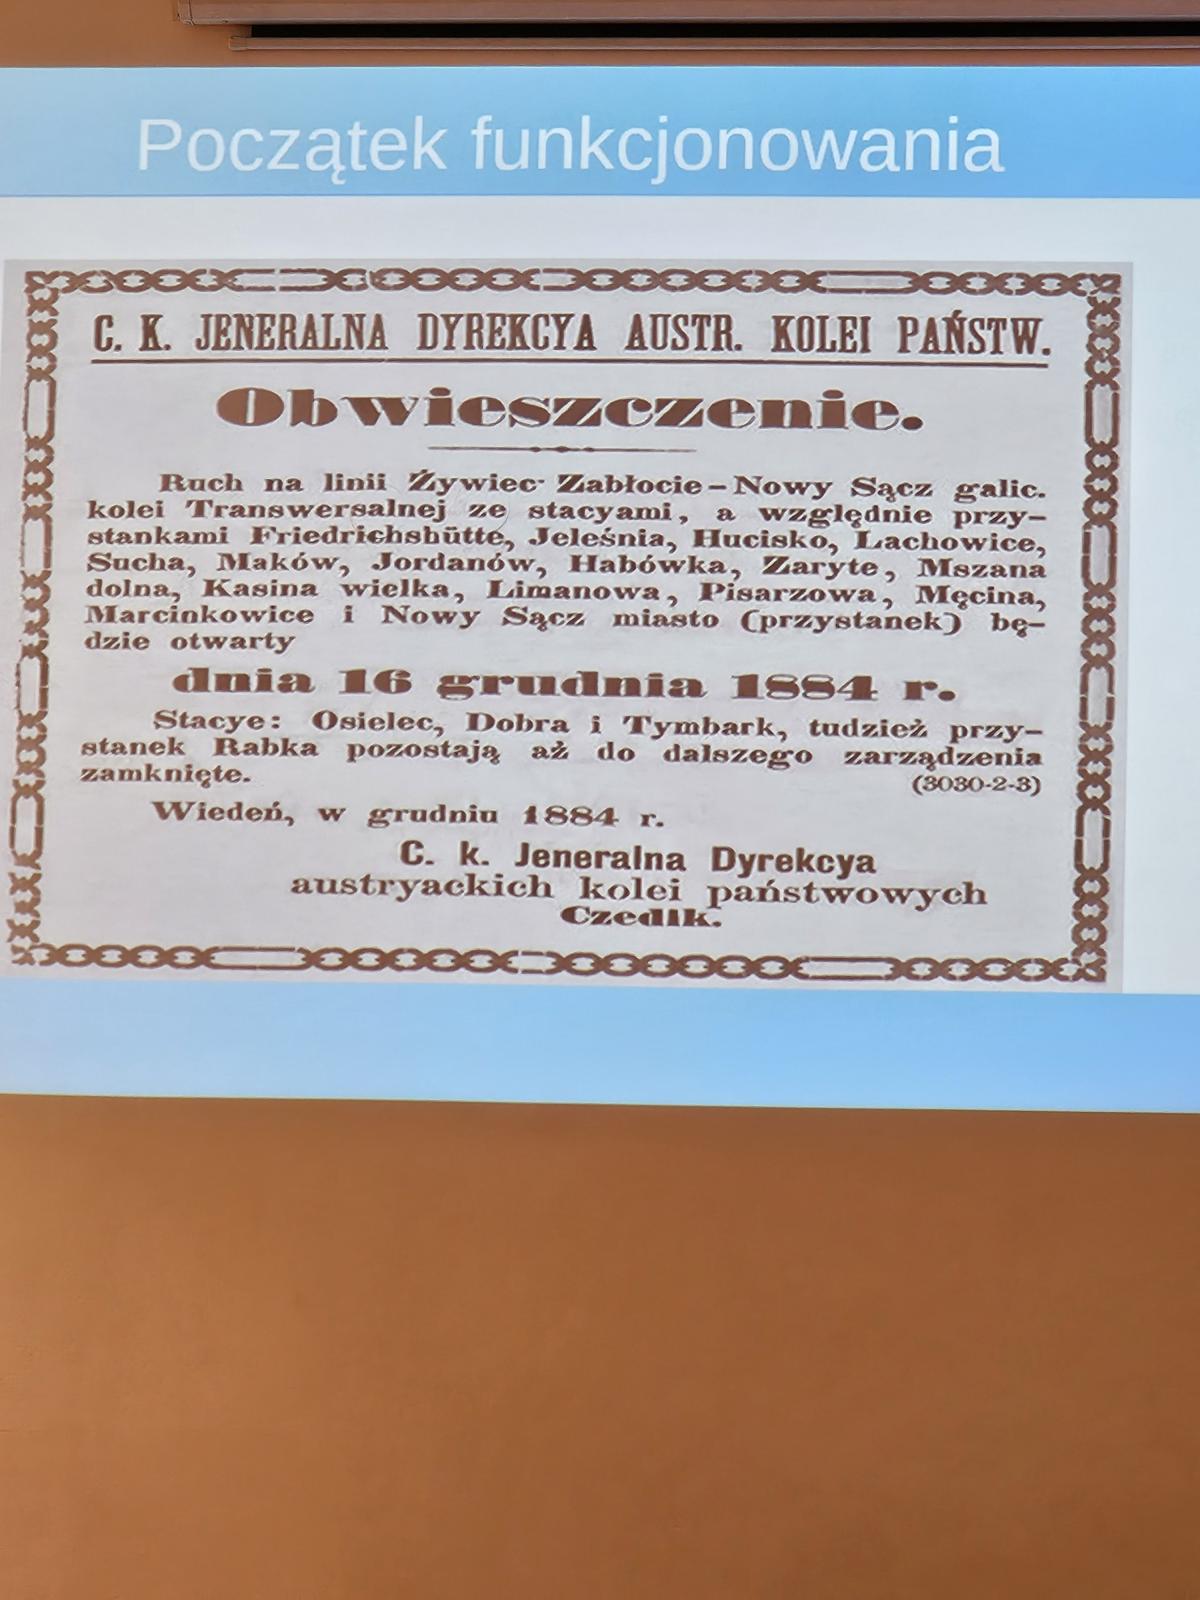 Początek funkcjonowania
C. K. JENERALNA DYREKCYA AUSTR. KOLEI PAŃSTW.
Obwieszczenie.
Ruch na linii Żywiec-Zabłocie–Nowy Sącz galic.
kolei Transwersalnej ze stacyami, a względnie przy-
stankami Friedrichshütte, Jeleśnia, Hucisko, Lachowice,
Sucha, Maków, Jordanów, Habówka, Zaryte, Mszana
dolna, Kasina wielka, Limanowa, Pisarzowa, Męcina,
Marcinkowice i Nowy Sącz miasto (przystanek) bę-
dzie otwarty
dnia 16 grudnia 1884 r.
Stacye: Osielec, Dobra i Tymbark, tudzież przy-
stanek Rabka pozostają aż do dalszego zarządzenia
zamknięte. (3030-2-3)
Wiedeń, w grudniu 1884 r.
C. k. Jeneralna Dyrekcya
austryackich kolei państwowych
Czedik.